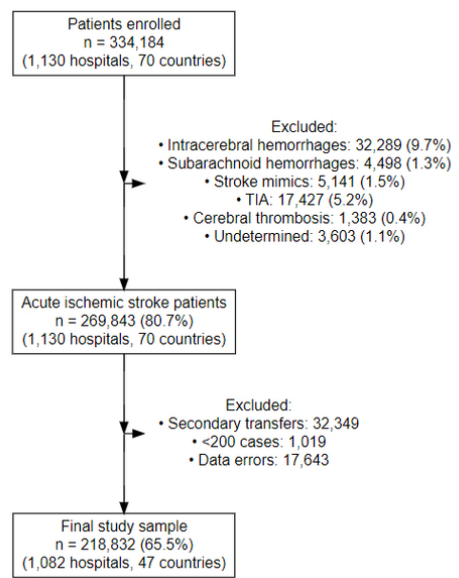 Patients enrolled
n = 334,184
(1,130 hospitals, 70 countries)
Excluded:
• Intracerebral hemorrhages: 32,289 (9.7%)
• Subarachnoid hemorrhages: 4,498 (1.3%)
• Stroke mimics: 5,141 (1.5%)
• TIA: 17,427 (5.2%)
• Cerebral thrombosis: 1,383 (0.4%)
• Undetermined: 3,603 (1.1%)
Acute ischemic stroke patients
n = 269,843 (80.7%)
(1,130 hospitals, 70 countries)
Excluded:
• Secondary transfers: 32,349
• <200 cases: 1,019
• Data errors: 17,643
Final study sample
n = 218,832 (65.5%)
(1,082 hospitals, 47 countries)